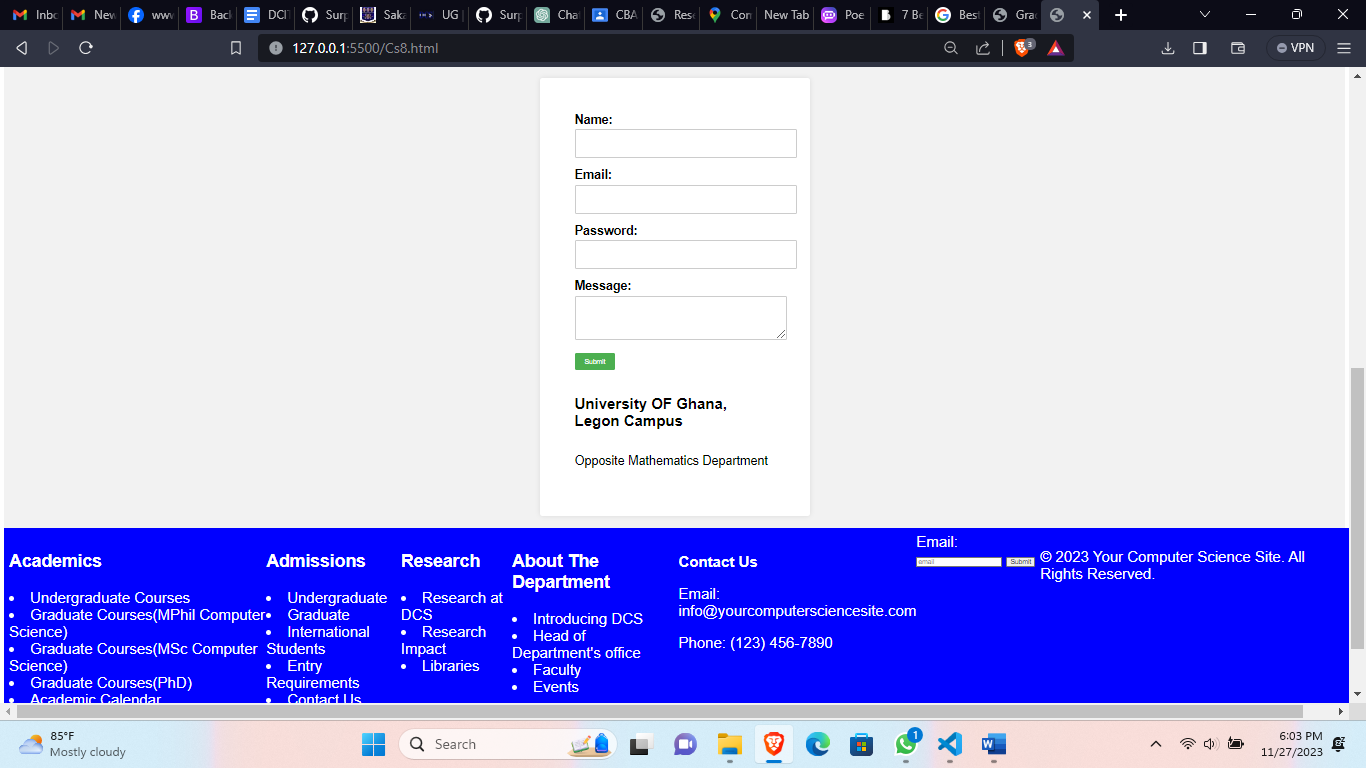 Inbo
New
www
Back
DCIT
Surp
Saka
UG |
Surp
Chat
CBA
Rese
Con
New Tab
Poe
7 Be
Best
Grac
127.0.0.1:5500/Cs8.html
3
VPN
Name:
Email:
Password:
Message:
Submit
University OF Ghana,
Legon Campus
Opposite Mathematics Department
Academics
Undergraduate Courses
Graduate Courses(MPhil Computer
Science)
Graduate Courses(MSc Computer
Science)
Graduate Courses(PhD)
Academic Calendar
Admissions
Undergraduate
Graduate
International
Students
Entry
Requirements
Contact Us
Research
Research at
DCS
Research
Impact
Libraries
About The
Department
Introducing DCS
Head of
Department's office
Faculty
Events
Contact Us
Email:
info@yourcomputersciencesite.com
Phone: (123) 456-7890
Email:
email
Submit
© 2023 Your Computer Science Site. All
Rights Reserved.
85°F
Mostly cloudy
Search
1
6:03 PM
11/27/2023